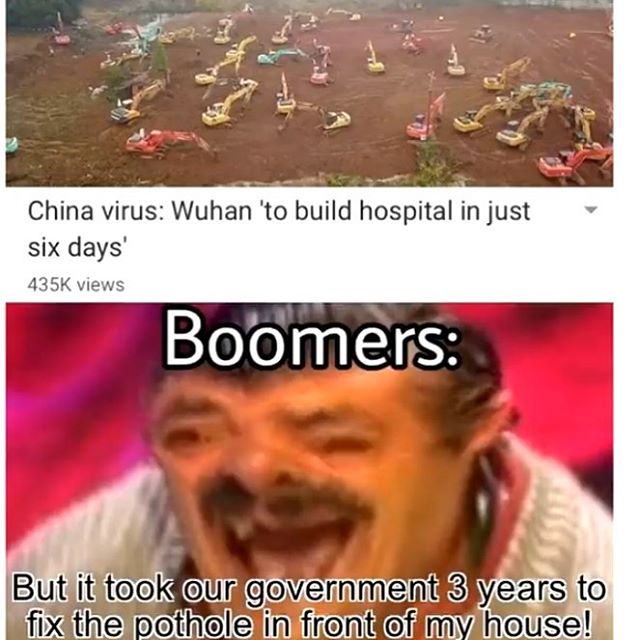 China virus: Wuhan 'to build hospital in just
six days'
435K views
Boomers:
But it took our government 3 years to
fix the pothole in front of my house!